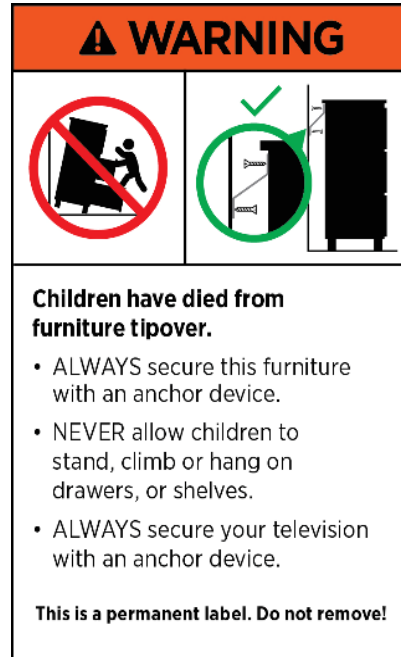 WARNING
Children have died from
furniture tipover.
• ALWAYS secure this furniture
with an anchor device.
• NEVER allow children to
stand, climb or hang on
drawers, or shelves.
• ALWAYS secure your television
with an anchor device.
This is a permanent label. Do not remove!